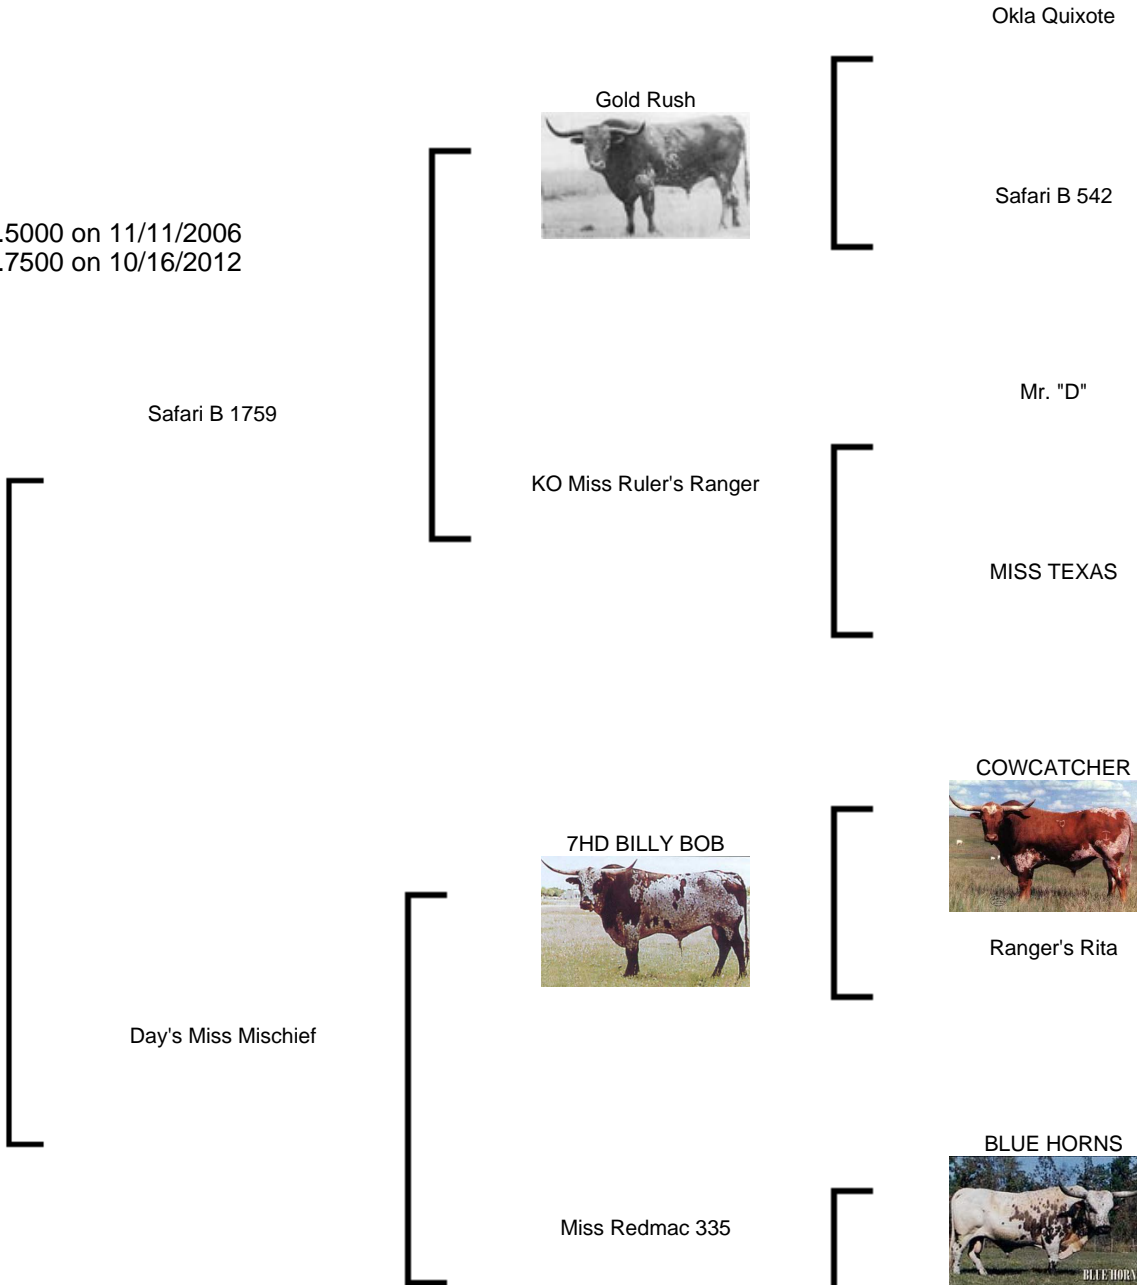 Okla Quixote
Gold Rush
Safari B 542
.5000 on 11/11/2006
.7500 on 10/16/2012
Mr. "D"
Safari B 1759
KO Miss Ruler's Ranger
MISS TEXAS
COWCATCHER
7HD BILLY BOB
Ranger's Rita
Day's Miss Mischief
BLUE HORNS
Miss Redmac 335
BLUE HORN